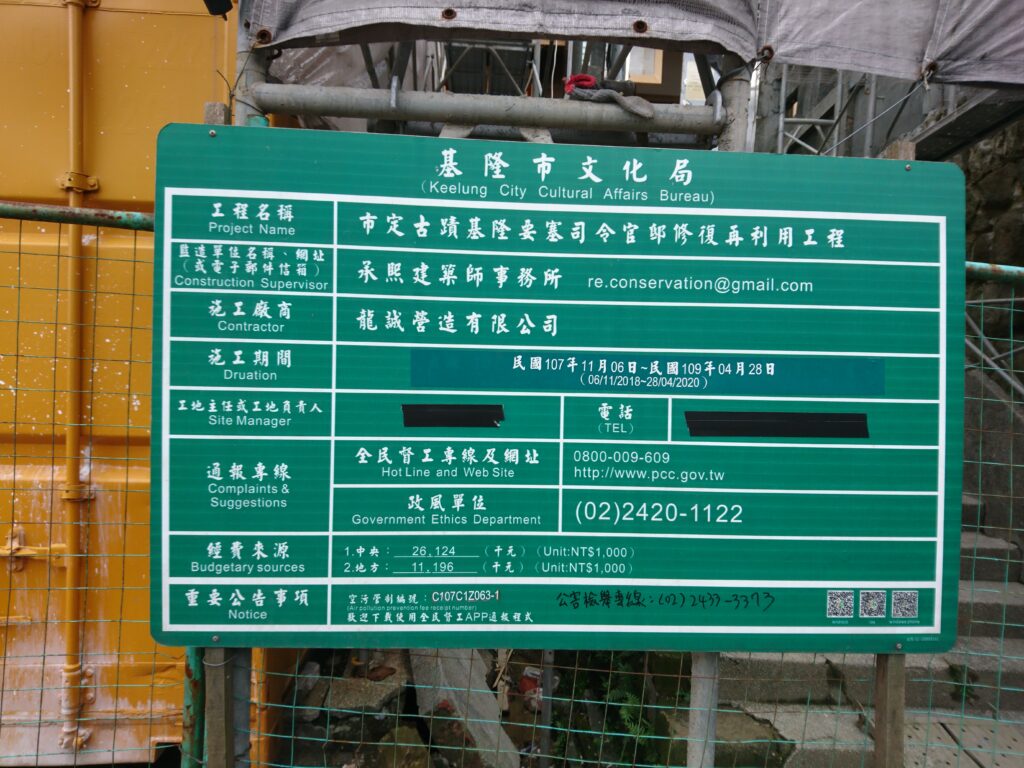 基隆市文化局
(Keelung City Cultural Affairs Bureau)
工程名稱
Project Name
市定古蹟基隆要塞司令官邸修復再利用工程
監造單位名稱、網址
(或電子郵件信箱)
Construction Supervisor
承熙建築師事務所 re.conservation@gmail.com
施工廠商
Contractor
龍誠營造有限公司
施工期間
Druation
民國107年11月06日~民國109年04月28日
(06/11/2018~28/04/2020)
工地主任或工地負責人
Site Manager
電話
(TEL)
通報專線
Complaints &
Suggestions
全民督工專線及網址
Hot Line and Web Site
0800-009-609
http://www.pcc.gov.tw
政風單位
Government Ethics Department
(02)2420-1122
經費來源
Budgetary sources
1.中央：26,124（千元）(Unit:NT$1,000)
2.地方：11,196（千元）(Unit:NT$1,000)
重要公告事項
Notice
空污管制編號：C107C1Z063-1
(Air pollution prevention fee receipt number)
歡迎下載使用全民督工APP通報程式
公害檢舉專線：(02)2433-3373
android
ios
windows phone